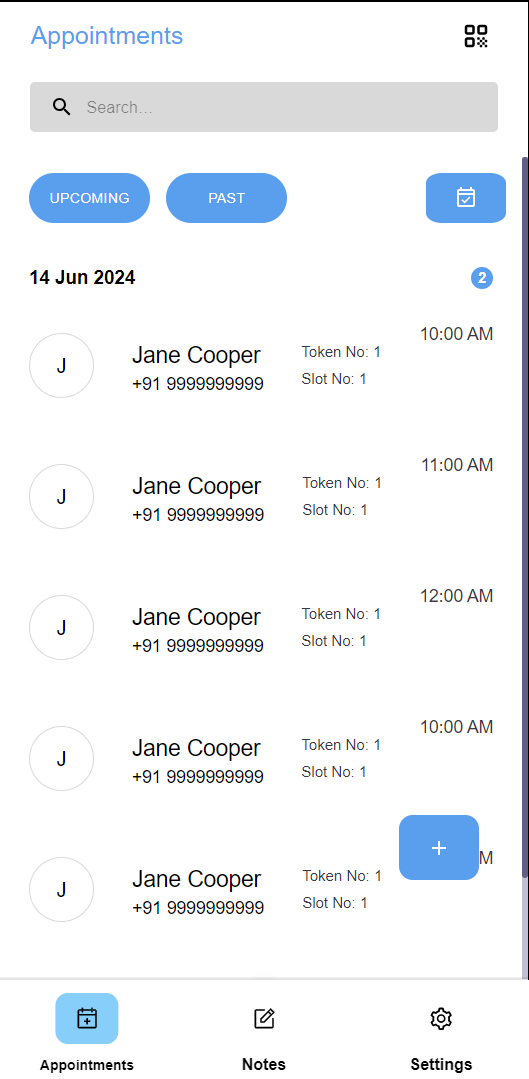 Appointments
Search...
UPCOMING PAST
14 Jun 2024 2
10:00 AM
J Jane Cooper Token No: 1
+91 9999999999 Slot No: 1
11:00 AM
J Jane Cooper Token No: 1
+91 9999999999 Slot No: 1
12:00 AM
J Jane Cooper Token No: 1
+91 9999999999 Slot No: 1
10:00 AM
J Jane Cooper Token No: 1
+91 9999999999 Slot No: 1
J Jane Cooper Token No: 1
+91 9999999999 Slot No: 1
Appointments Notes Settings